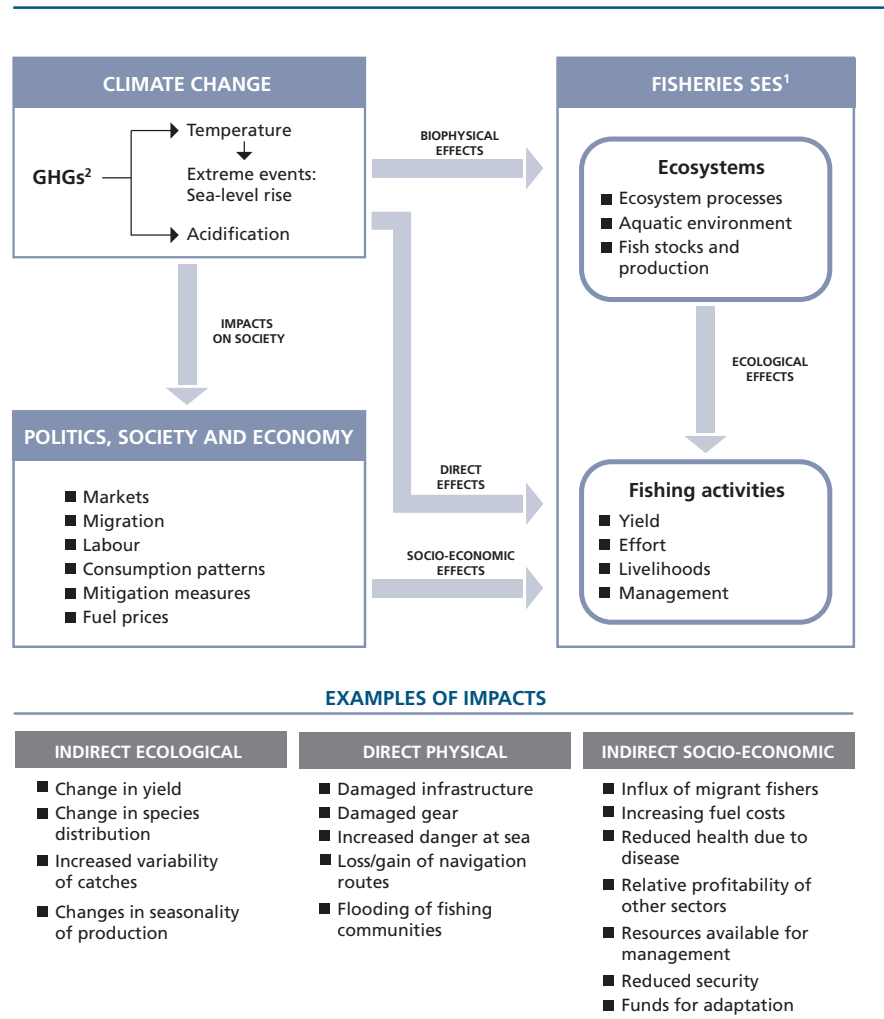 CLIMATE CHANGE
GHGs²
Temperature
Extreme events:
Sea-level rise
Acidification
BIOPHYSICAL
EFFECTS
FISHERIES SES¹
Ecosystems
■ Ecosystem processes
■ Aquatic environment
■ Fish stocks and
production
IMPACTS
ON SOCIETY
ECOLOGICAL
EFFECTS
POLITICS, SOCIETY AND ECONOMY
■ Markets
■ Migration
■ Labour
■ Consumption patterns
■ Mitigation measures
■ Fuel prices
DIRECT
EFFECTS
SOCIO-ECONOMIC
EFFECTS
Fishing activities
■ Yield
■ Effort
■ Livelihoods
■ Management
EXAMPLES OF IMPACTS
INDIRECT ECOLOGICAL
■ Change in yield
■ Change in species
distribution
■ Increased variability
of catches
■ Changes in seasonality
of production
DIRECT PHYSICAL
■ Damaged infrastructure
■ Damaged gear
■ Increased danger at sea
■ Loss/gain of navigation
routes
■ Flooding of fishing
communities
INDIRECT SOCIO-ECONOMIC
■ Influx of migrant fishers
■ Increasing fuel costs
■ Reduced health due to
disease
■ Relative profitability of
other sectors
■ Resources available for
management
■ Reduced security
■ Funds for adaptation